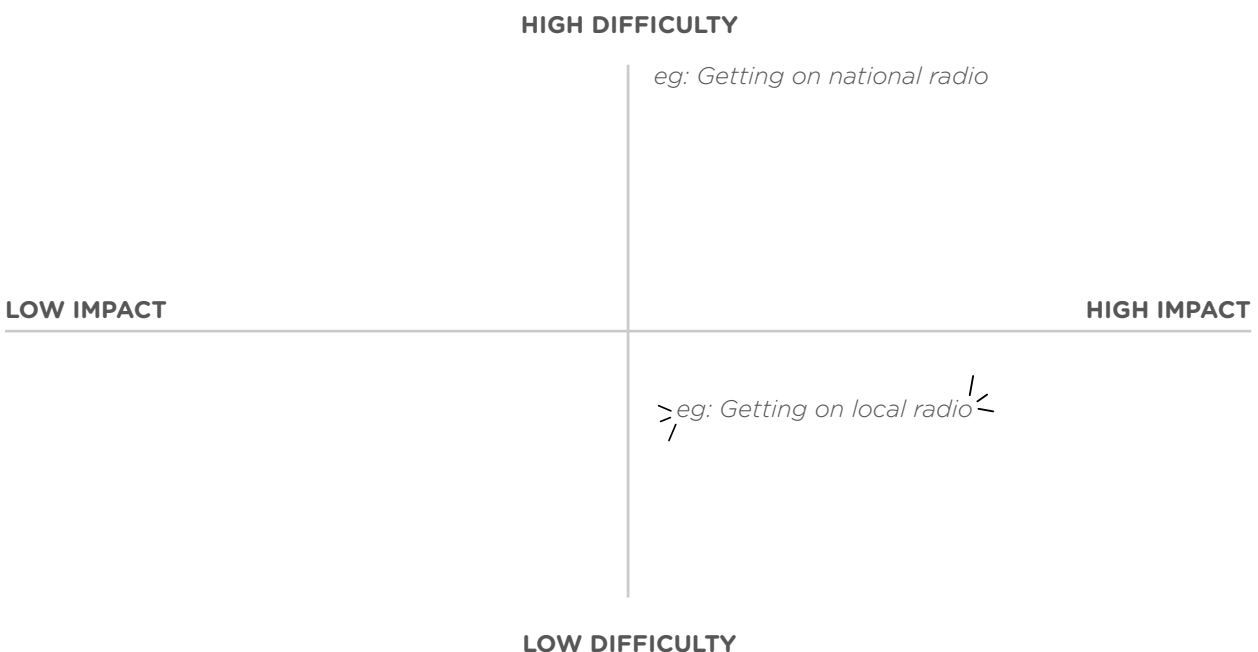 HIGH DIFFICULTY
eg: Getting on national radio
LOW IMPACT
HIGH IMPACT
eg: Getting on local radio
LOW DIFFICULTY